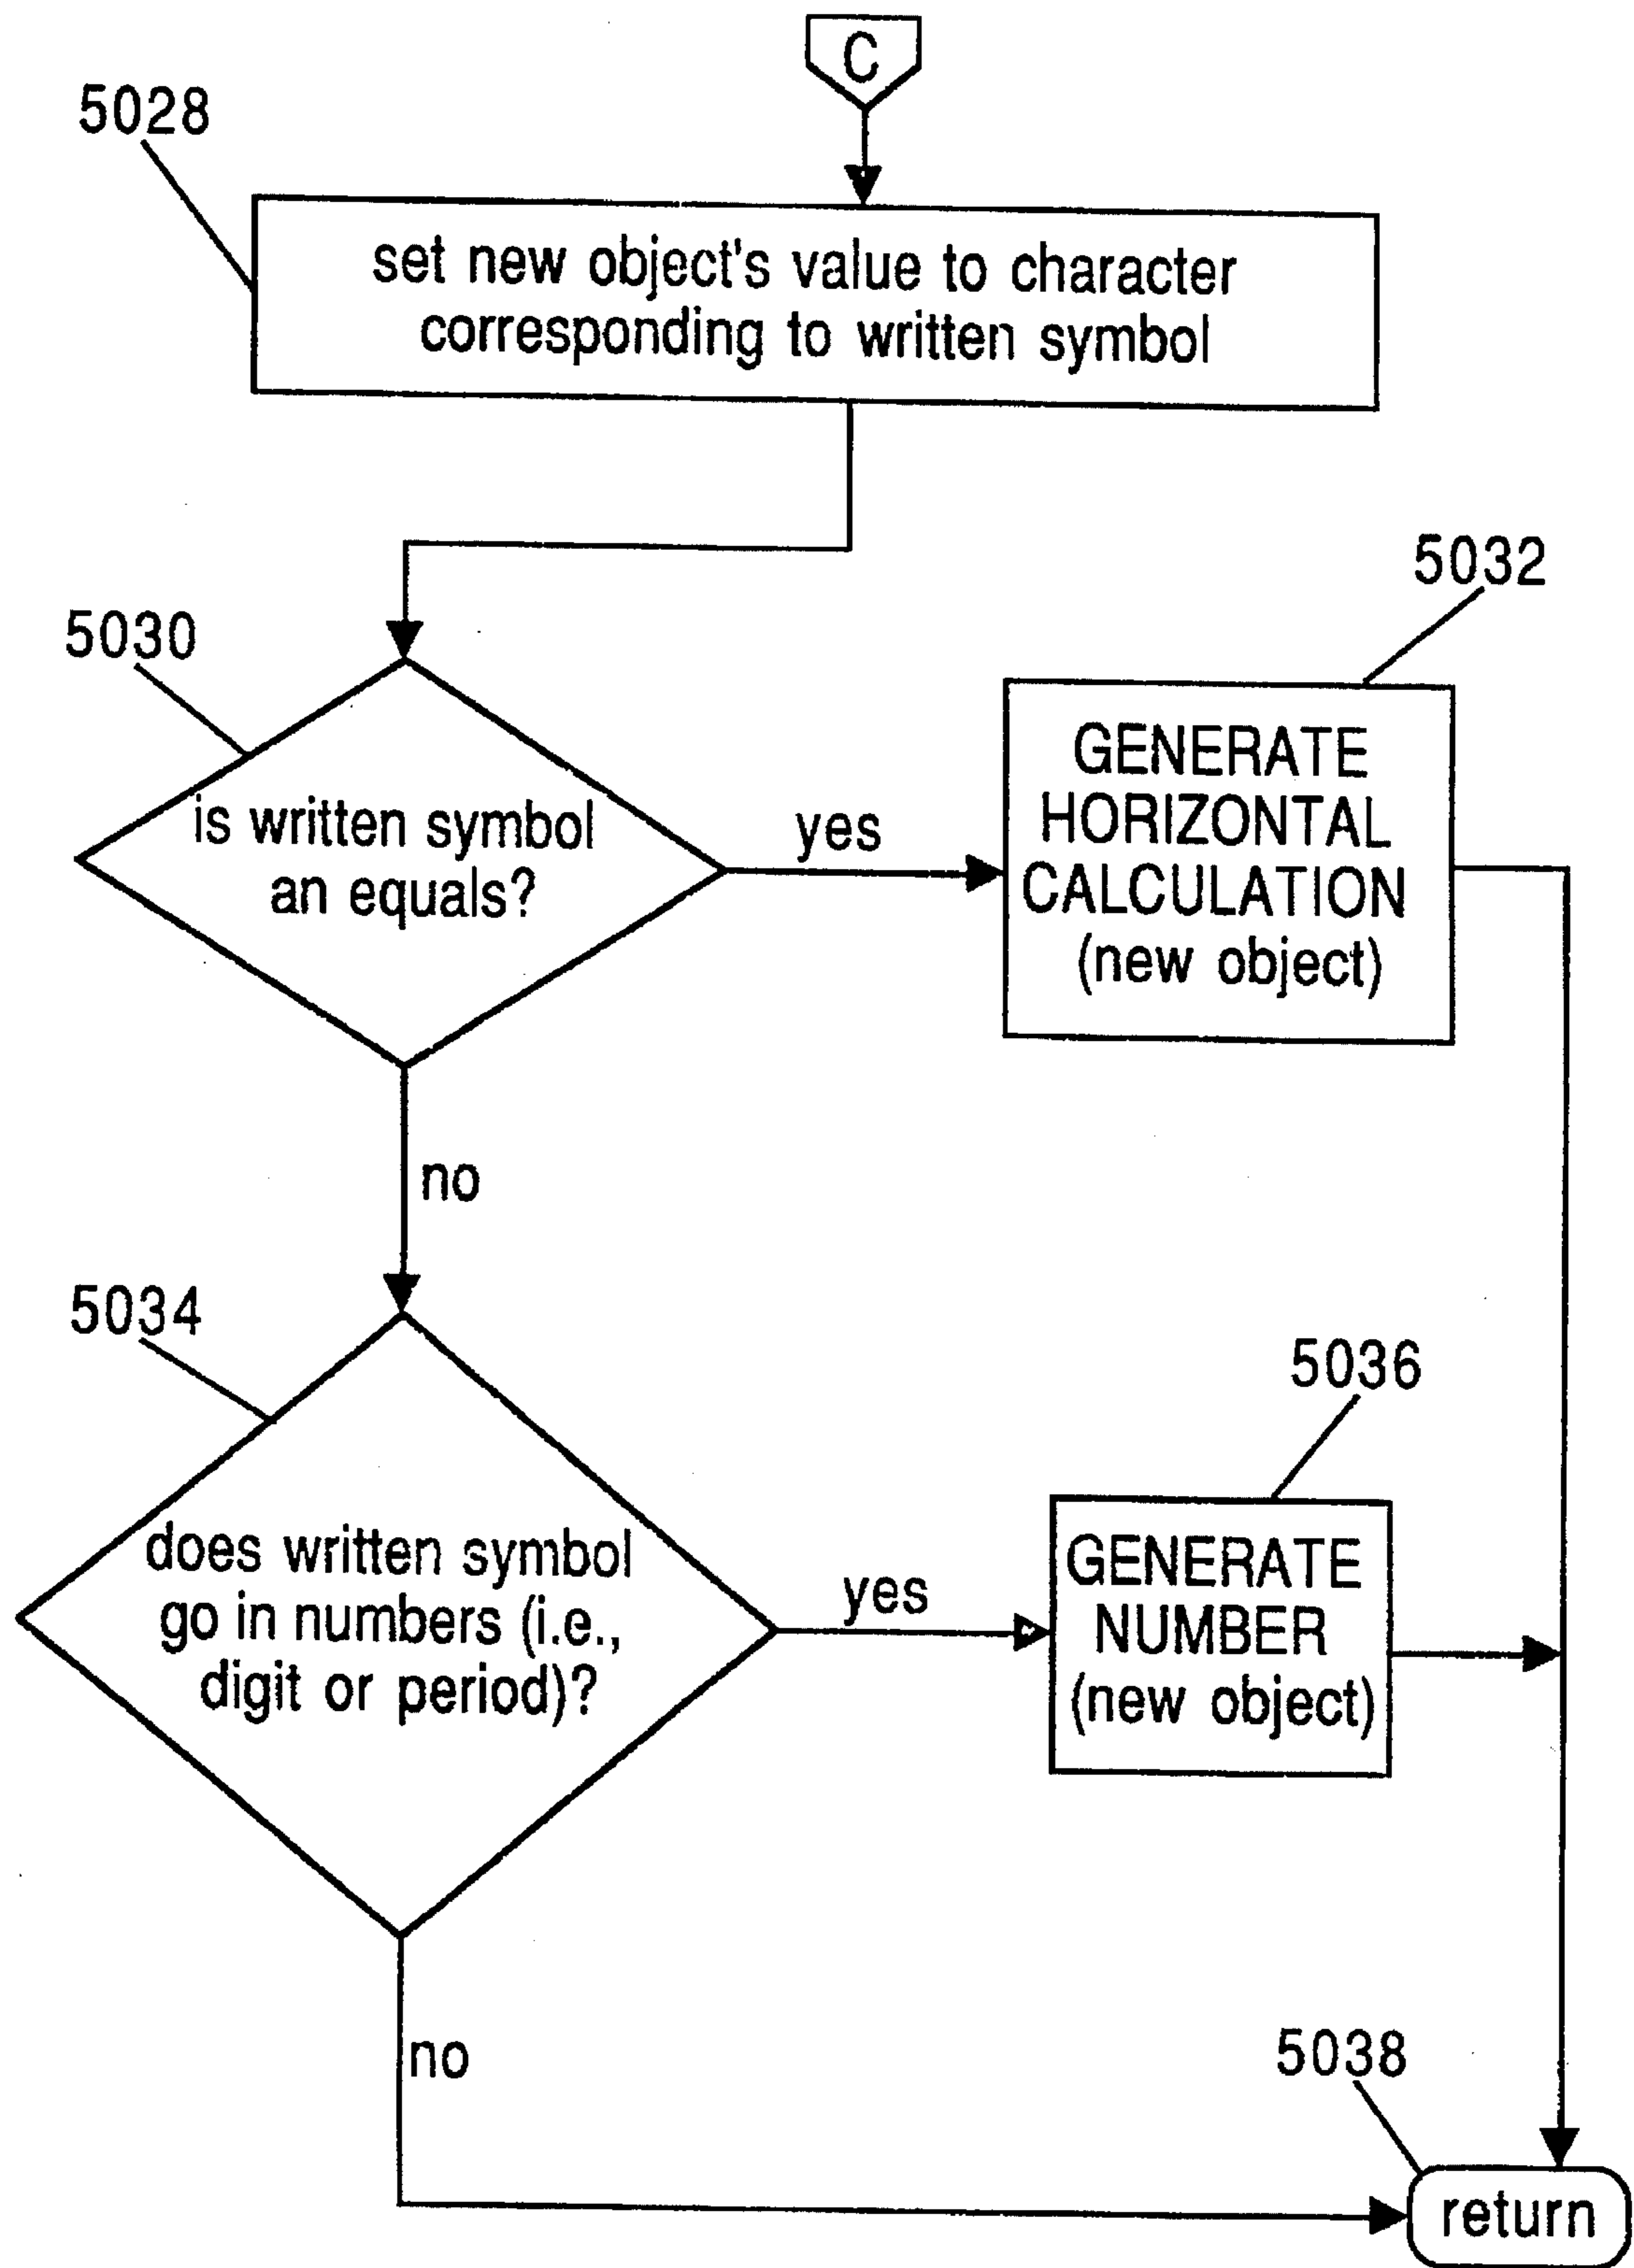 C
5028
set new object's value to character
corresponding to written symbol
5030
is written symbol
an equals?
yes
5032
GENERATE
HORIZONTAL
CALCULATION
(new object)
no
5034
does written symbol
go in numbers (i.e.,
digit or period)?
yes
5036
GENERATE
NUMBER
(new object)
no
5038
return